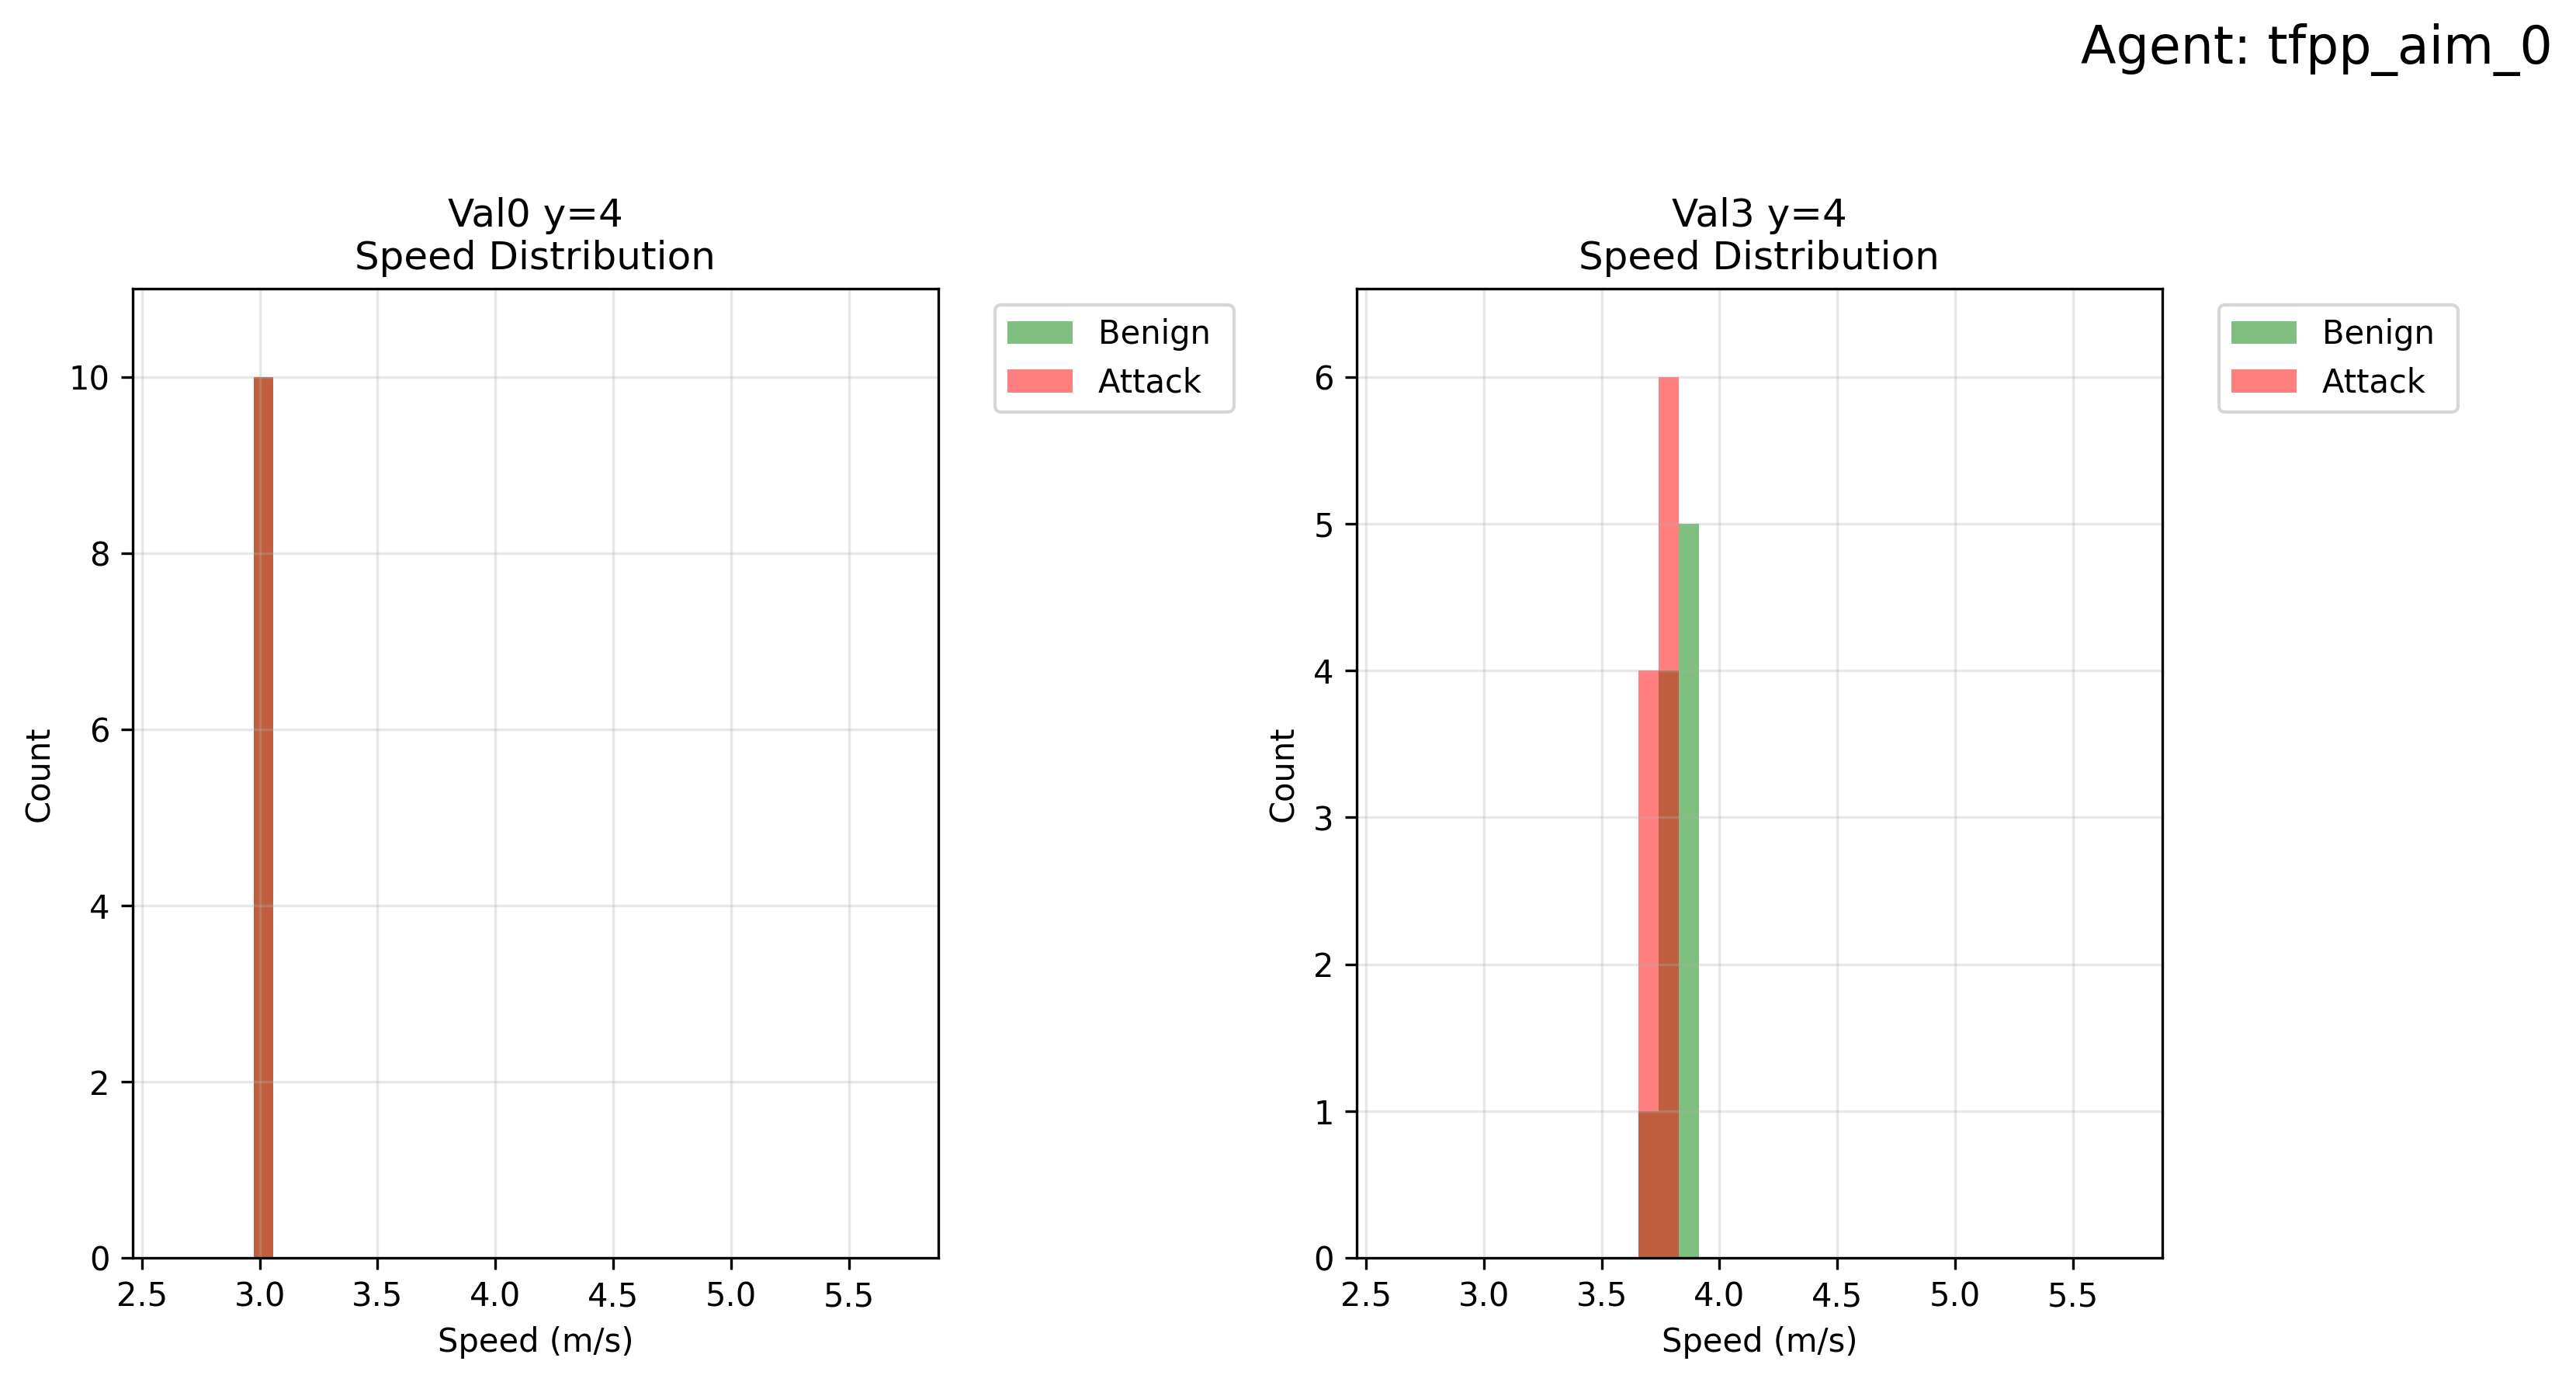 Agent: tfpp_aim_0
Val0 y=4
Speed Distribution
Benign
Attack
10
8
6
4
2
0
Count
2.5 3.0 3.5 4.0 4.5 5.0 5.5
Speed (m/s)
Val3 y=4
Speed Distribution
Benign
Attack
6
5
4
3
2
1
0
Count
2.5 3.0 3.5 4.0 4.5 5.0 5.5
Speed (m/s)